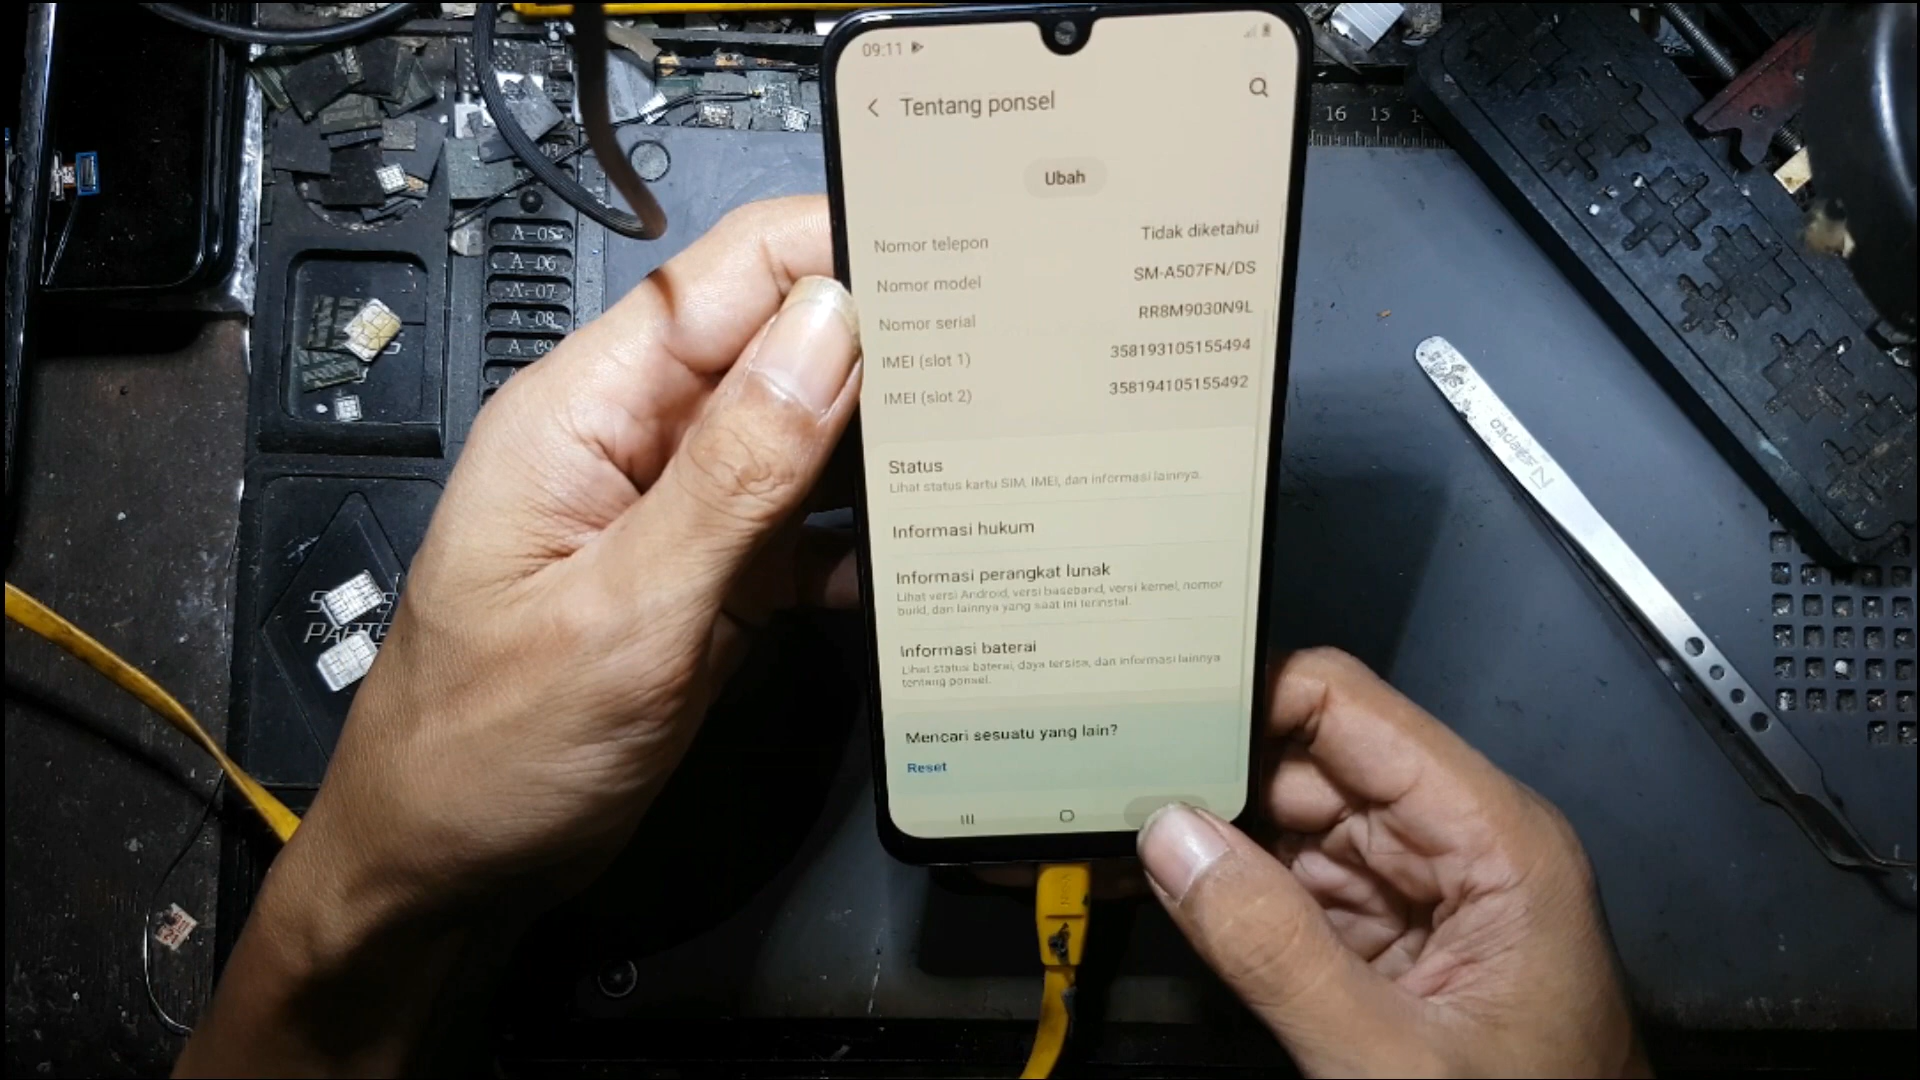 09:11
Tentang ponsel
Ubah
Nomor telepon Tidak diketahui
Nomor model SM-A507FN/DS
Nomor serial RR8M9030N9L
IMEI (slot 1) 358193105155494
IMEI (slot 2) 358194105155492
Status
Lihat status kartu SIM, IMEI, dan informasi lainnya.
Informasi hukum
Informasi perangkat lunak
Lihat versi Android, versi baseband, versi kernel, nomor
build, dan lainnya yang saat ini terinstal.
Informasi baterai
Lihat status baterai, daya tersisa, dan informasi lainnya
tentang ponsel.
Mencari sesuatu yang lain?
Reset
A-05
A-06
A-07
A-08
A-09
16 15